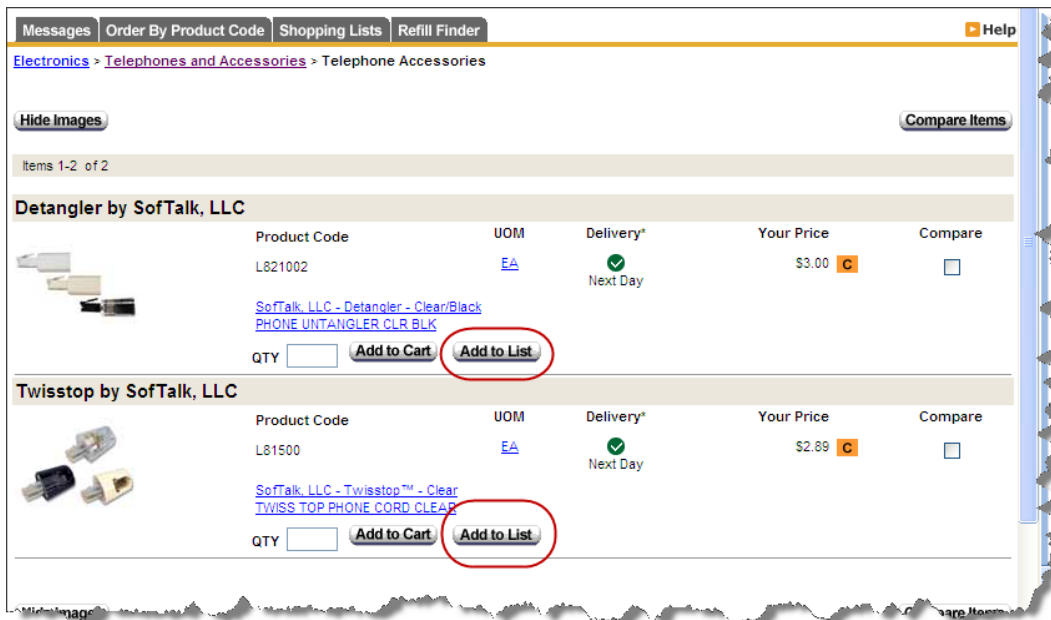 Messages Order By Product Code Shopping Lists Refill Finder Help
Electronics > Telephones and Accessories > Telephone Accessories
Hide Images Compare Items
Items 1-2 of 2
Detangler by SofTalk, LLC
Product Code UOM Delivery* Your Price Compare
L821002 EA $3.00 C
Next Day
SofTalk, LLC - Detangler - Clear/Black
PHONE UNTANGLER CLR BLK
QTY Add to Cart Add to List
Twisstop by SofTalk, LLC
Product Code UOM Delivery* Your Price Compare
L81500 EA $2.89 C
Next Day
SofTalk, LLC - Twisstop™ - Clear
TWISS TOP PHONE CORD CLEAR
QTY Add to Cart Add to List
Compare Items